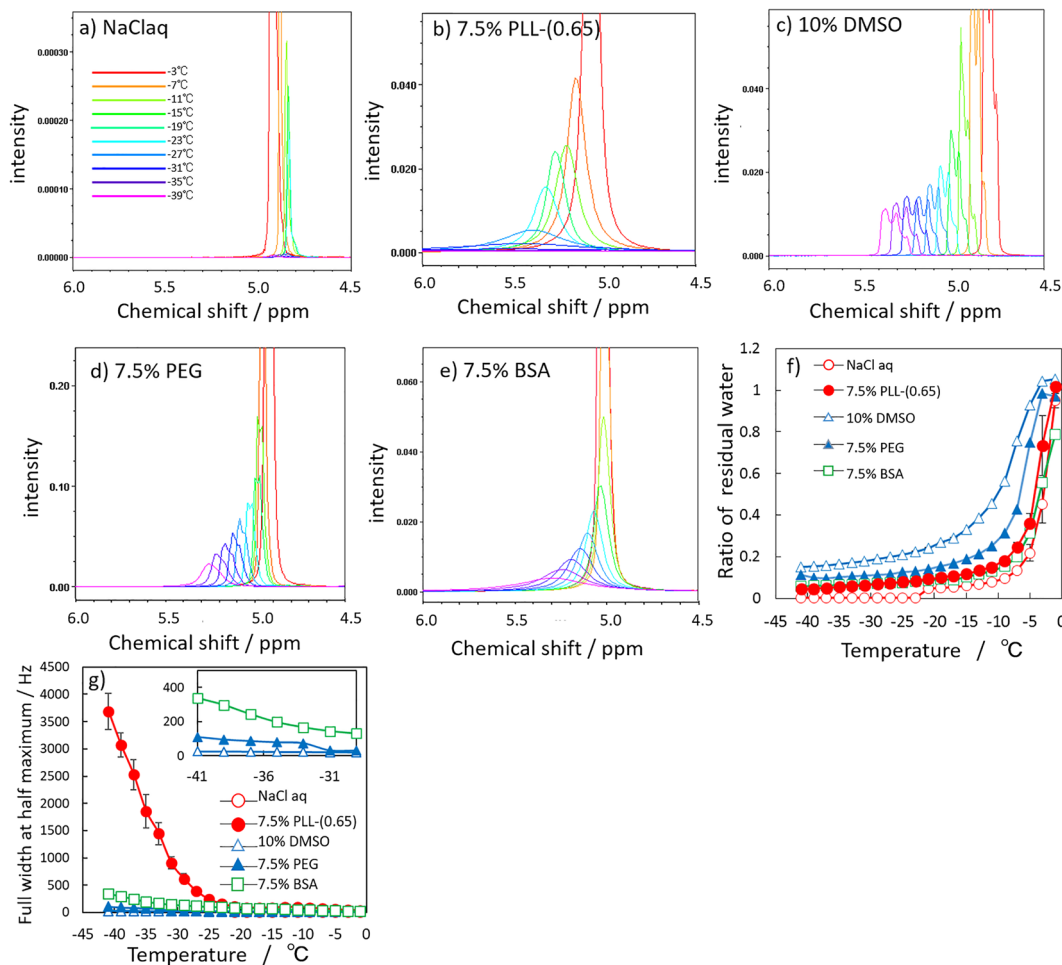 a) NaClaq
0.00030
0.00020
0.00010
0.00000
intensity
-3℃
-7℃
-11℃
-15℃
-19℃
-23℃
-27℃
-31℃
-35℃
-39℃
6.0 5.5 5.0 4.5
Chemical shift / ppm
b) 7.5% PLL-(0.65)
0.040
0.020
0.000
intensity
6.0 5.5 5.0 4.5
Chemical shift / ppm
c) 10% DMSO
0.040
0.020
0.000
intensity
6.0 5.5 5.0 4.5
Chemical shift / ppm
d) 7.5% PEG
0.20
0.10
0.00
intensity
6.0 5.5 5.0 4.5
Chemical shift / ppm
e) 7.5% BSA
0.060
0.040
0.020
0.000
intensity
6.0 5.5 5.0 4.5
Chemical shift / ppm
f)
1.2
1
0.8
0.6
0.4
0.2
0
Ratio of residual water
NaCl aq
7.5% PLL-(0.65)
10% DMSO
7.5% PEG
7.5% BSA
-45 -40 -35 -30 -25 -20 -15 -10 -5 0
Temperature / ℃
g)
4500
4000
3500
3000
2500
2000
1500
1000
500
0
Full width at half maximum / Hz
400
200
0
-41 -36 -31
NaCl aq
7.5% PLL-(0.65)
10% DMSO
7.5% PEG
7.5% BSA
-45 -40 -35 -30 -25 -20 -15 -10 -5 0
Temperature / ℃